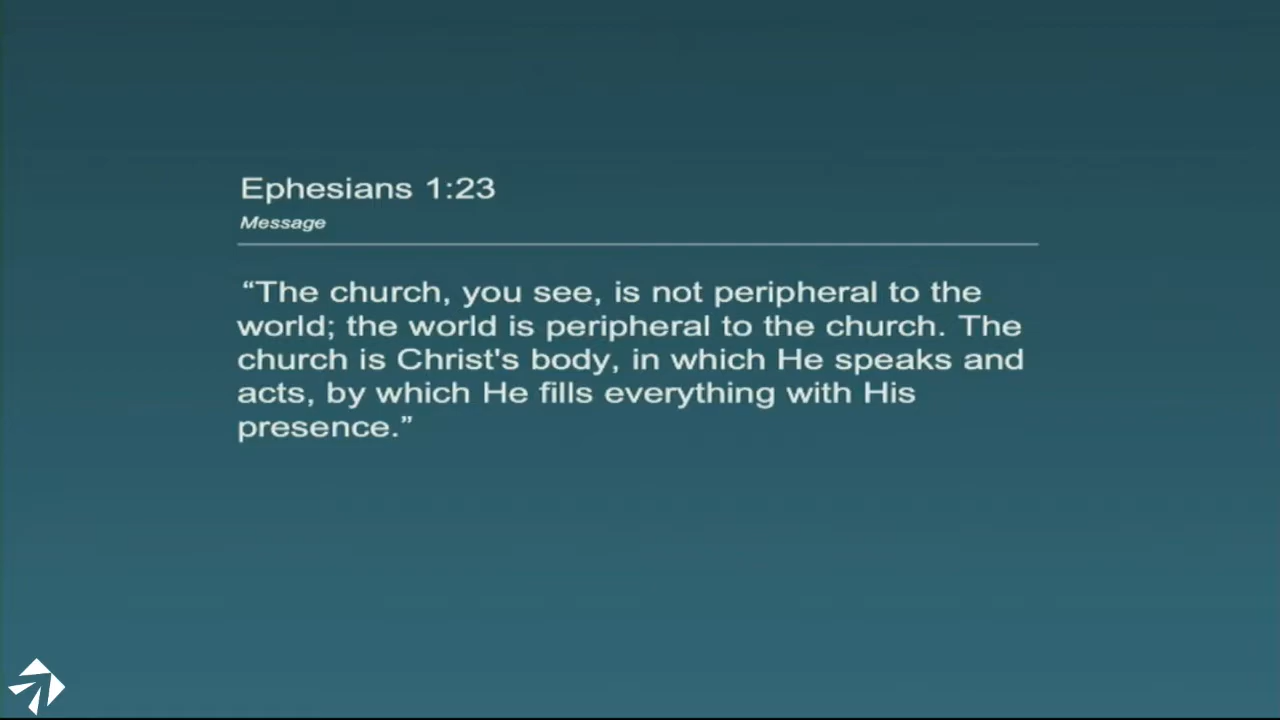 Ephesians 1:23
Message
“The church, you see, is not peripheral to the
world; the world is peripheral to the church. The
church is Christ's body, in which He speaks and
acts, by which He fills everything with His
presence.”